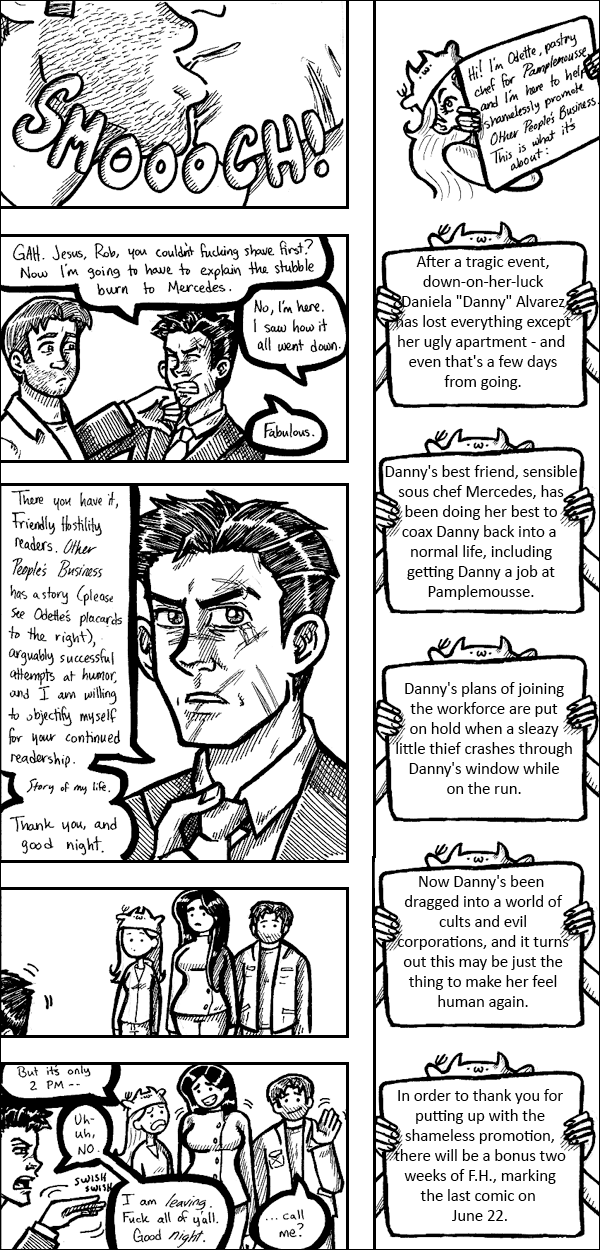 SMOOOCH!
GAH. Jesus, Rob, you couldn't fucking shave first?
Now I'm going to have to explain the stubble
burn to Mercedes.
No, I'm here.
I saw how it
all went down.
Fabulous.
There you have it,
Friendly Hostility
readers. Other
People's Business
has a story (please
see Odette's placards
to the right),
arguably successful
attempts at humor,
and I am willing
to objectify myself
for your continued
readership.
Story of my life.
Thank you, and
good night.
But it's only
2 PM --
Uh-
uh,
NO.
SWISH
SWISH
I am leaving.
Fuck all of y'all.
Good night.
...call
me?
Hi! I'm Odette, pastry
chef for Pamplemousse,
and I'm here to help
shamelessly promote
Other People's Business.
This is what it's
about:
After a tragic event,
down-on-her-luck
Daniela "Danny" Alvarez
has lost everything except
her ugly apartment - and
even that's a few days
from going.
Danny's best friend, sensible
sous chef Mercedes, has
been doing her best to
coax Danny back into a
normal life, including
getting Danny a job at
Pamplemousse.
Danny's plans of joining
the workforce are put
on hold when a sleazy
little thief crashes through
Danny's window while
on the run.
Now Danny's been
dragged into a world of
cults and evil
corporations, and it turns
out this may be just the
thing to make her feel
human again.
In order to thank you for
putting up with the
shameless promotion,
there will be a bonus two
weeks of F.H., marking
the last comic on
June 22.